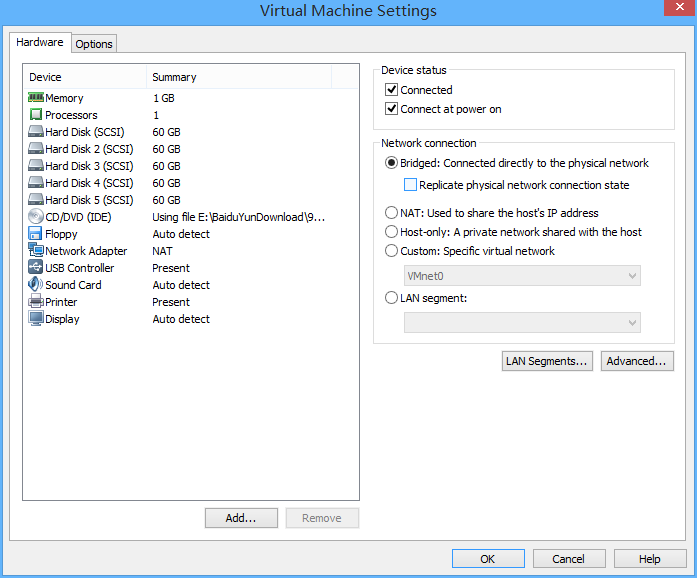 Virtual Machine Settings
Hardware Options
Device Summary
Memory 1 GB
Processors 1
Hard Disk (SCSI) 60 GB
Hard Disk 2 (SCSI) 60 GB
Hard Disk 3 (SCSI) 60 GB
Hard Disk 4 (SCSI) 60 GB
Hard Disk 5 (SCSI) 60 GB
CD/DVD (IDE) Using file E:\BaiduYunDownload\9...
Floppy Auto detect
Network Adapter NAT
USB Controller Present
Sound Card Auto detect
Printer Present
Display Auto detect
Add... Remove
Device status
Connected
Connect at power on
Network connection
Bridged: Connected directly to the physical network
Replicate physical network connection state
NAT: Used to share the host's IP address
Host-only: A private network shared with the host
Custom: Specific virtual network
VMnet0
LAN segment:
LAN Segments... Advanced...
OK Cancel Help